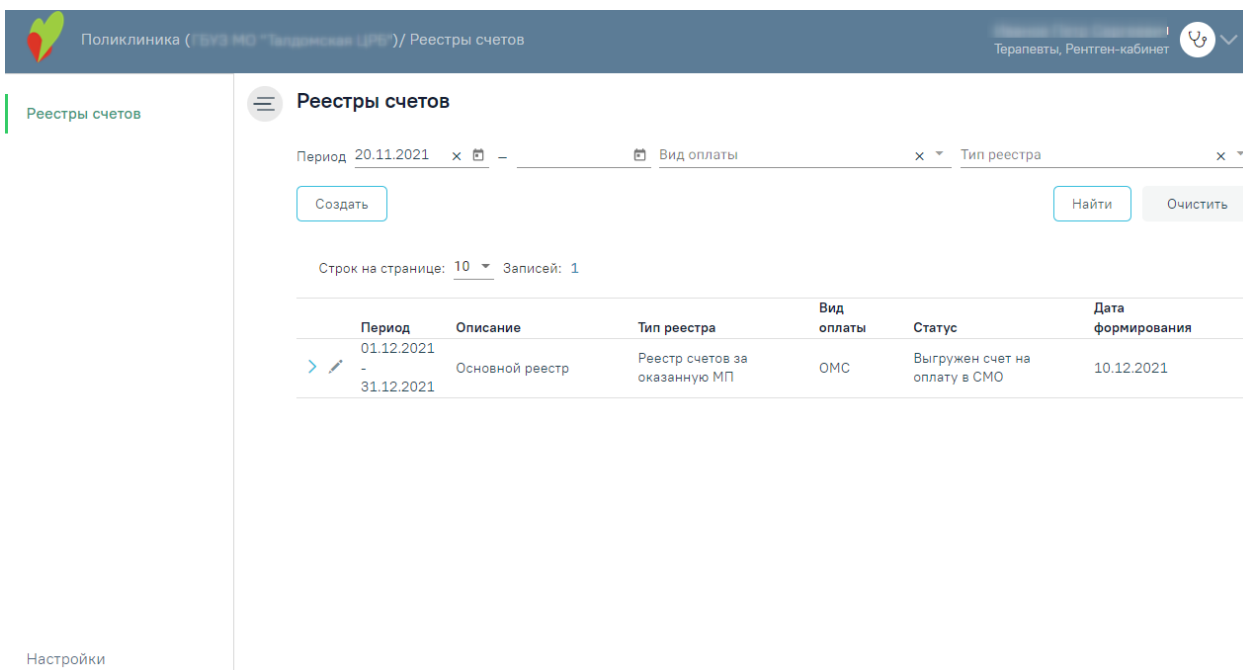 Поликлиника ( )/ Реестры счетов
Терапевты, Рентген-кабинет
Реестры счетов
Реестры счетов
Период 20.11.2021 – Вид оплаты Тип реестра
Создать Найти Очистить
Строк на странице: 10 Записей: 1
Вид Дата
Период Описание Тип реестра оплаты Статус формирования
01.12.2021
- Основной реестр Реестр счетов за ОМС Выгружен счет на 10.12.2021
31.12.2021 оказанную МП оплату в СМО
Настройки